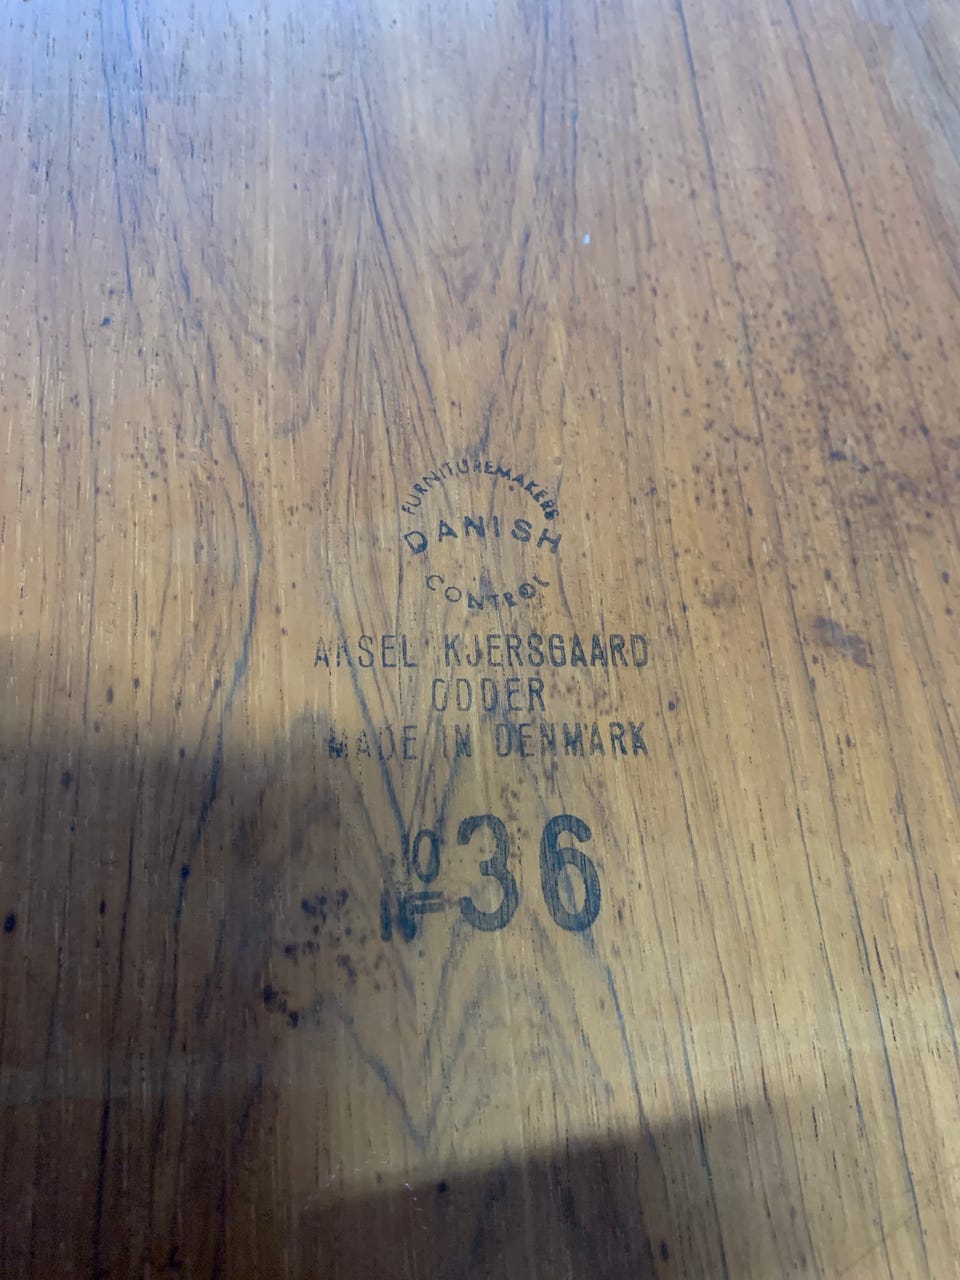 FURNITUREMAKERS
DANISH
CONTROL
AKSEL KJERSGAARD
ODDER
MADE IN DENMARK
Nº 36